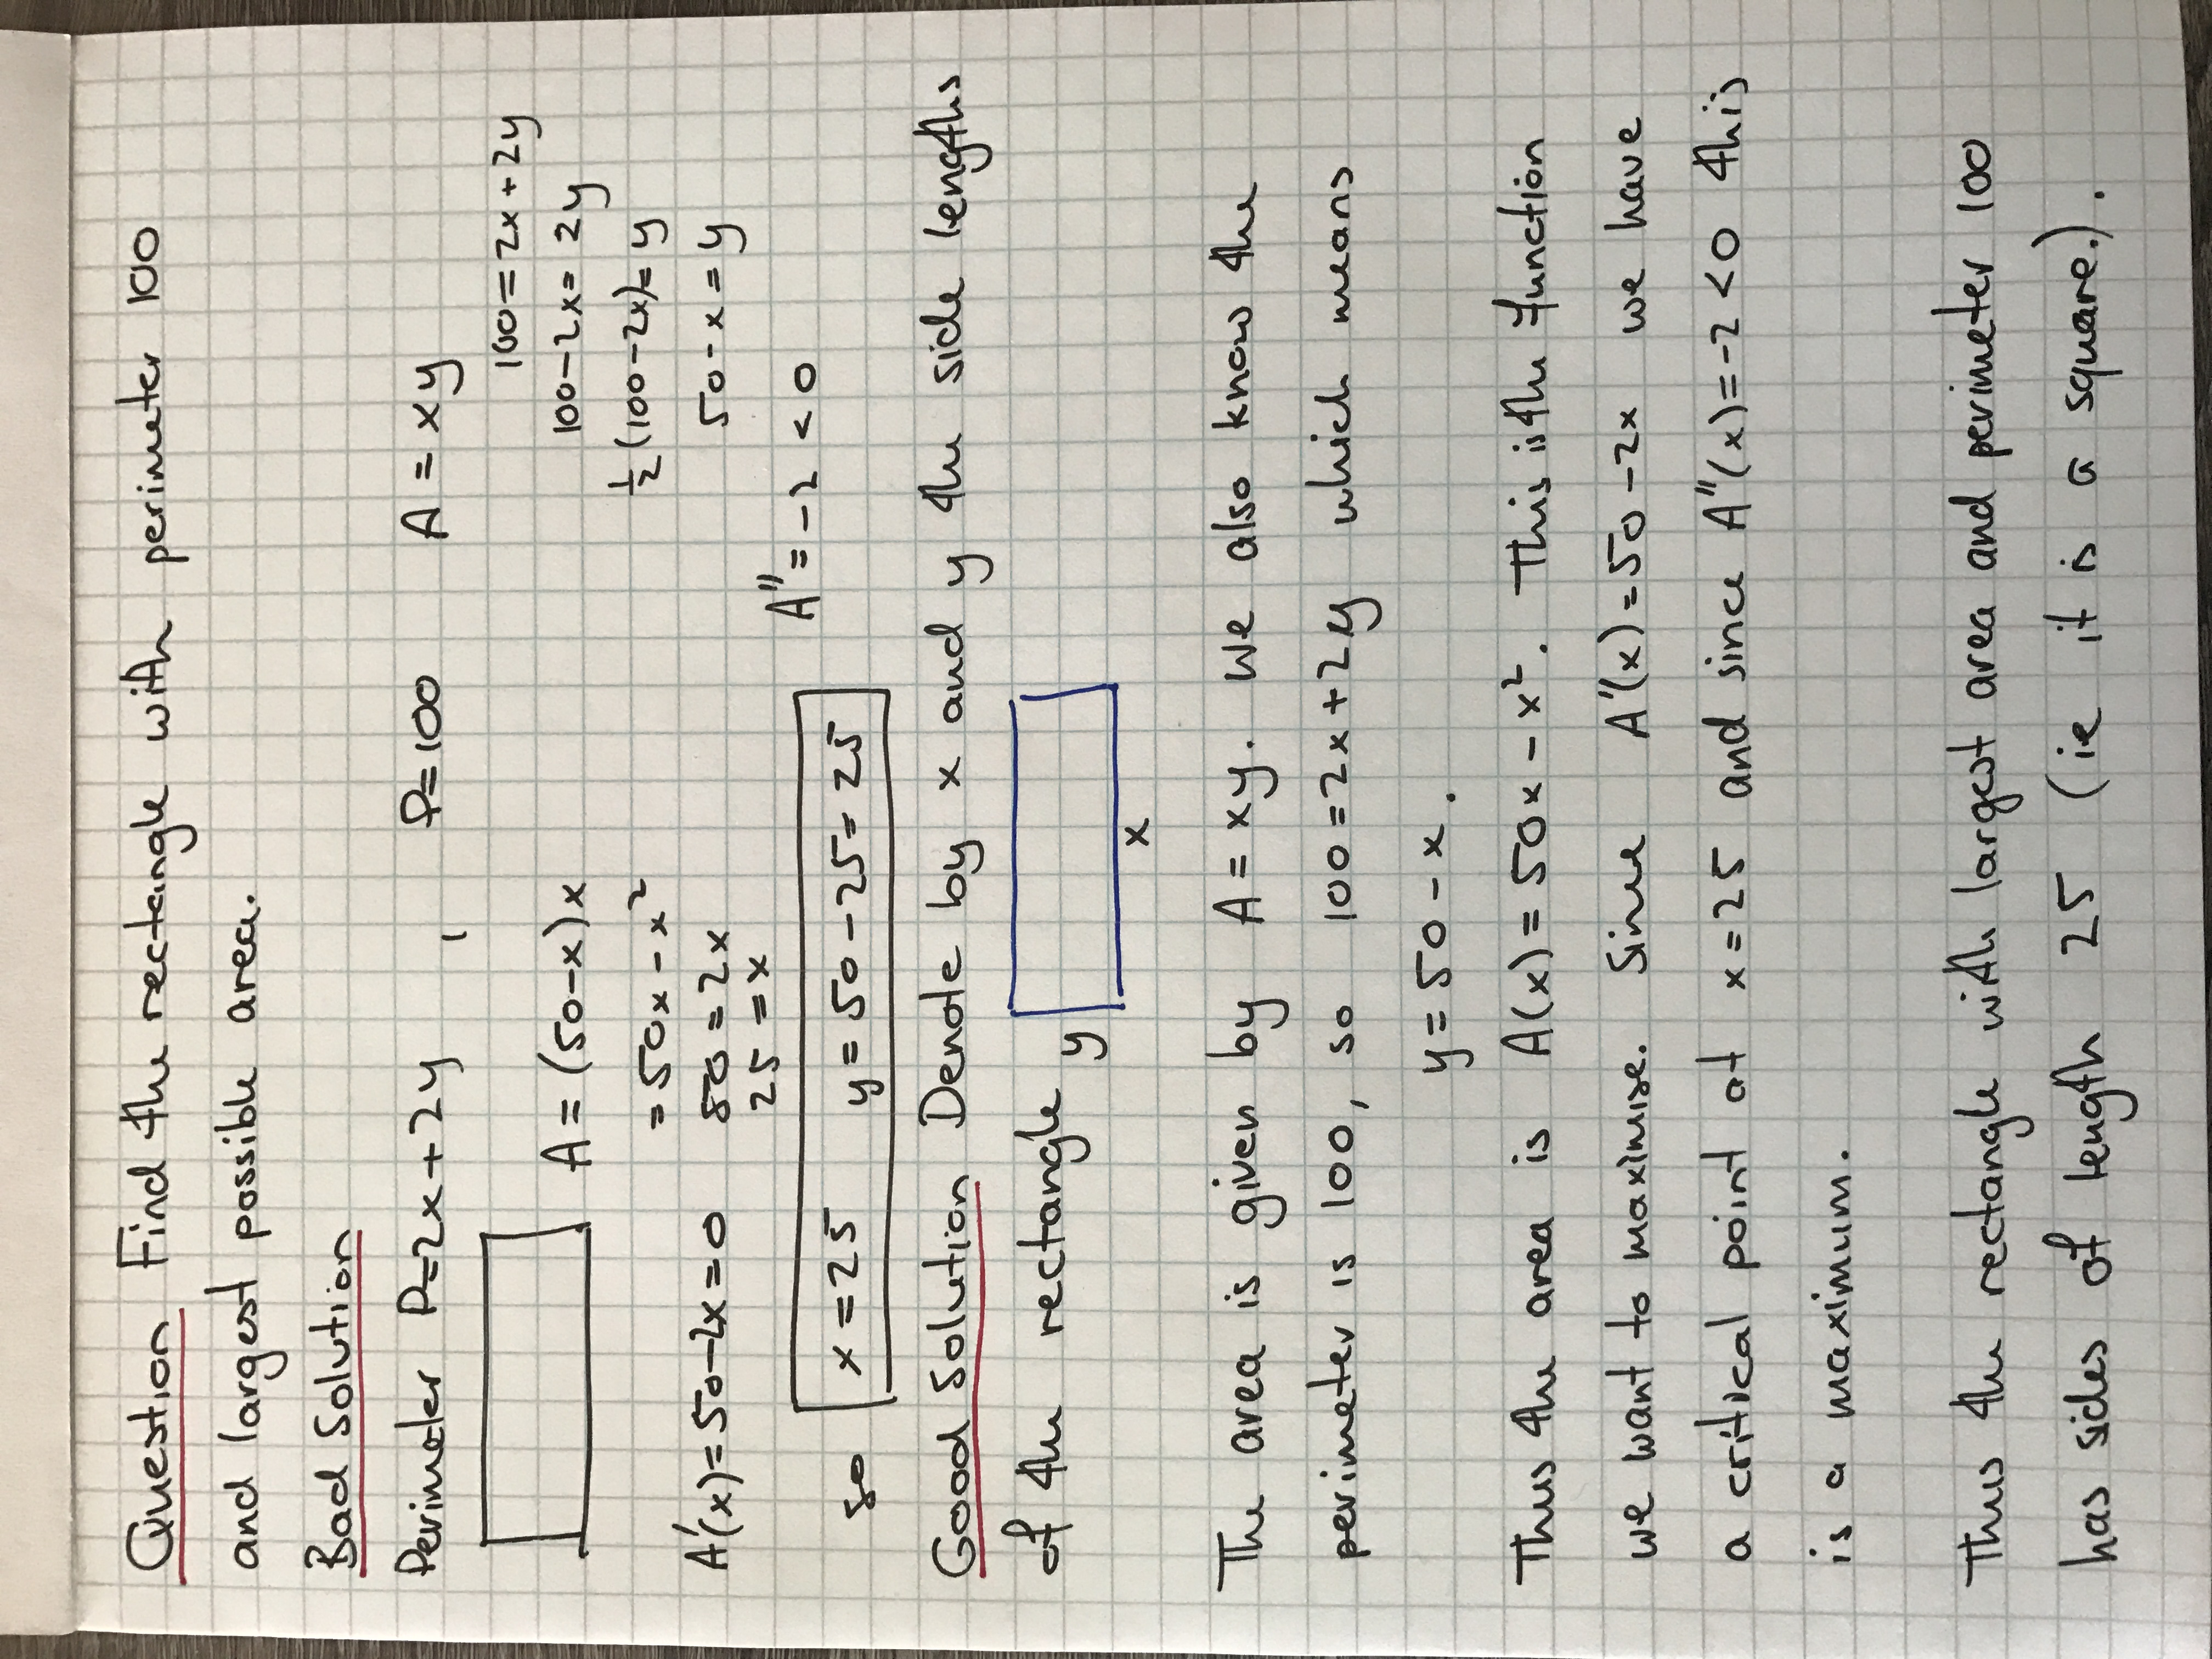 Question Find the rectangle with perimeter 100
and largest possible area.
Bad Solution
Perimeter P=2x+2y , P=100 A = xy
100=2x+2y
A = (50-x)x
100-2x= 2y
=50x-x²
½(100-2x)= y
A'(x)=50-2x=0
50=2x
50-x=y
25=x
A''=-2 <0
so x=25 y=50-25=25
Good Solution Denote by x and y the side lengths
of the rectangle y
x
The area is given by A=xy. We also know the
perimeter is 100, so 100=2x+2y which means
y=50-x.
Thus the area is A(x)=50x-x². This is the function
we want to maximise. Since A'(x)=50-2x we have
a critical point at x=25 and since A''(x)=-2<0 this
is a maximum.
Thus the rectangle with largest area and perimeter 100
has sides of length 25 (ie it is a square.).